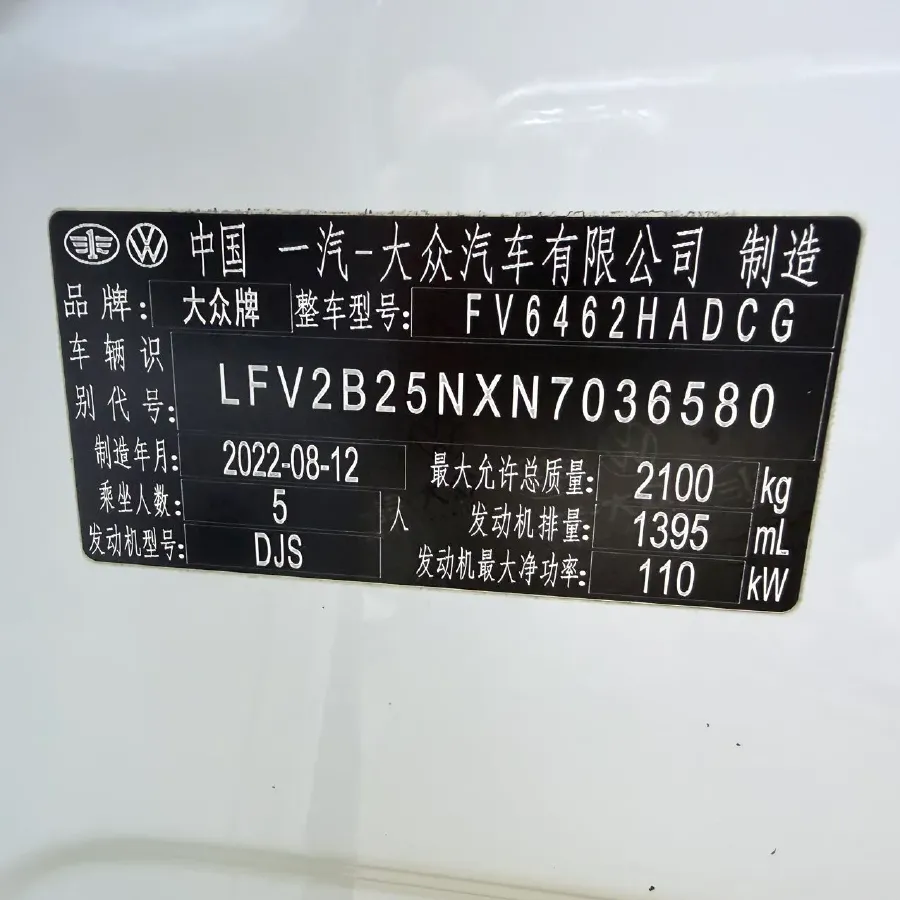 中国 一汽-大众汽车有限公司 制造
品牌: 大众牌 整车型号: FV6462HADCG
车辆识别代号: LFV2B25NXN7036580
制造年月: 2022-08-12 最大允许总质量: 2100 kg
乘坐人数: 5 人 发动机排量: 1395 mL
发动机型号: DJS 发动机最大净功率: 110 kW